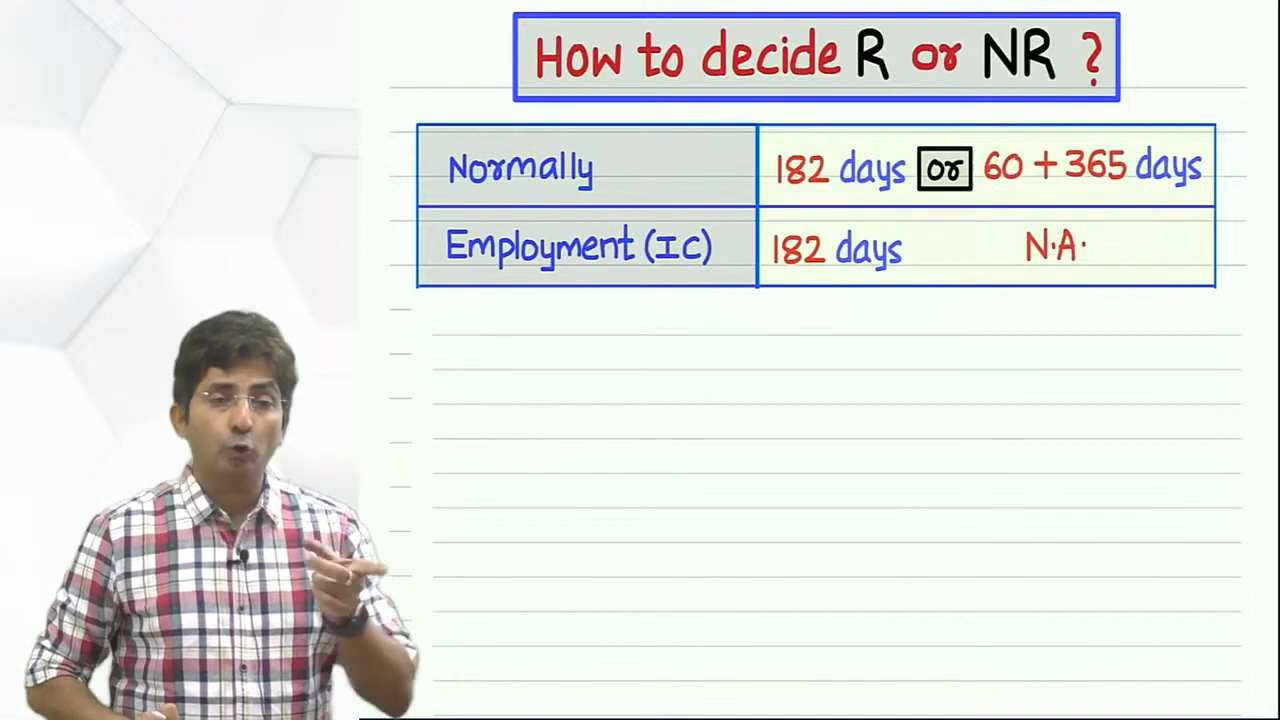 How to decide R or NR ?
Normally 182 days or 60 + 365 days
Employment (IC) 182 days N.A.